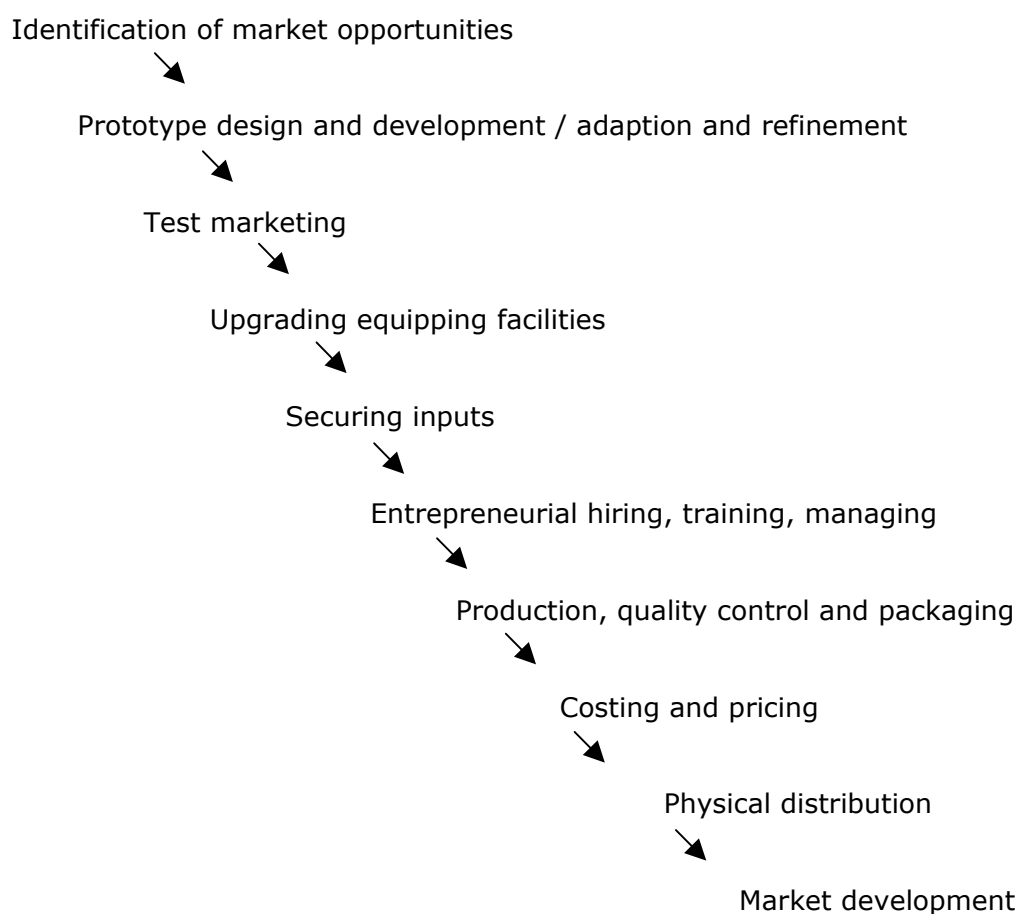 Identification of market opportunities
Prototype design and development / adaption and refinement
Test marketing
Upgrading equipping facilities
Securing inputs
Entrepreneurial hiring, training, managing
Production, quality control and packaging
Costing and pricing
Physical distribution
Market development